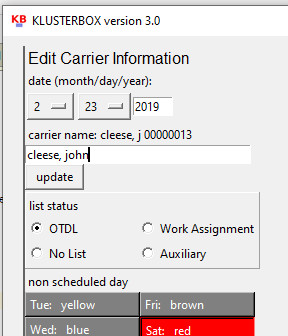 KB KLUSTERBOX version 3.0
Edit Carrier Information
date (month/day/year):
2 23 2019
carrier name: cleese, j 00000013
cleese, john
update
list status
OTDL Work Assignment
No List Auxiliary
non scheduled day
Tue: yellow Fri: brown
Wed: blue Sat: red